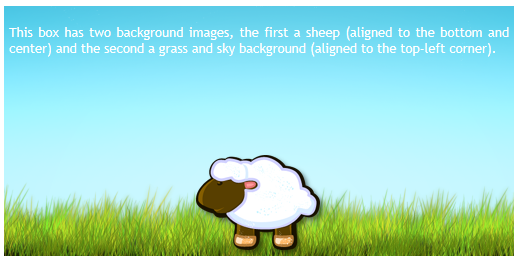 This box has two background images, the first a sheep (aligned to the bottom and
center) and the second a grass and sky background (aligned to the top-left corner).